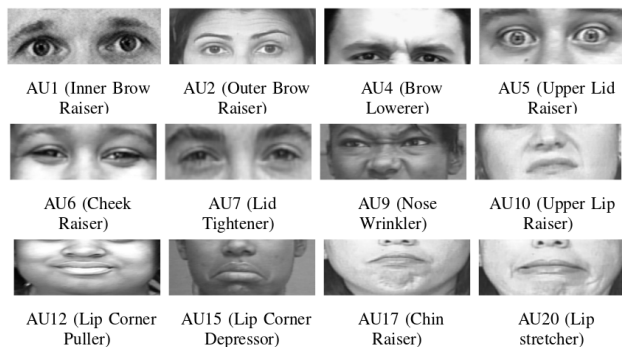 AU1 (Inner Brow Raiser)
AU2 (Outer Brow Raiser)
AU4 (Brow Lowerer)
AU5 (Upper Lid Raiser)
AU6 (Cheek Raiser)
AU7 (Lid Tightener)
AU9 (Nose Wrinkler)
AU10 (Upper Lip Raiser)
AU12 (Lip Corner Puller)
AU15 (Lip Corner Depressor)
AU17 (Chin Raiser)
AU20 (Lip stretcher)